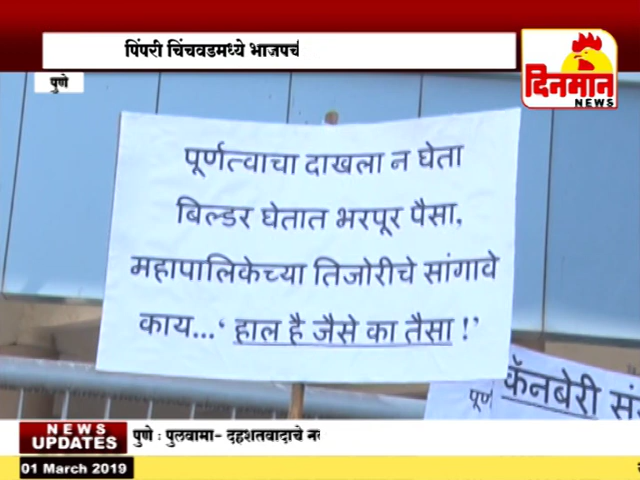 पिंपरी चिंचवडमध्ये भाजपची
दिनमान
NEWS
पुणे
पूर्णत्वाचा दाखला न घेता
बिल्डर घेतात भरपूर पैसा,
महापालिकेच्या तिजोरीचे सांगावे
काय...‘ हाल है जैसे का तैसा !’
पूर्ण कॅनबेरी
NEWS
UPDATES
पुणे : पुलवामा- दहशतवादाचे
01 March 2019